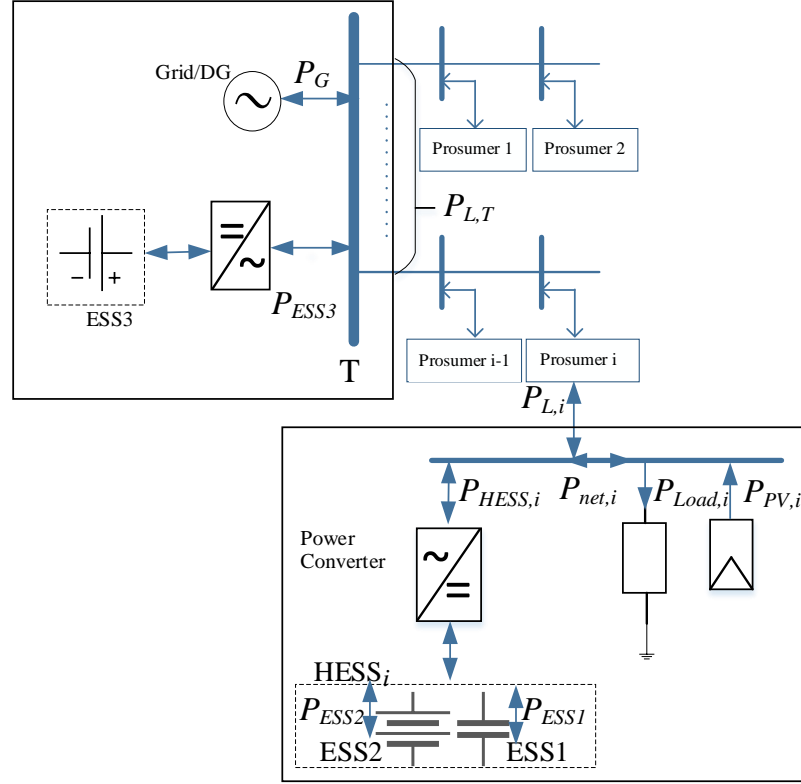 Grid/DG
P_G
P_{L,T}
P_{ESS3}
ESS3
T
- +
Prosumer 1
Prosumer 2
Prosumer i-1
Prosumer i
P_{L,i}
P_{HESS,i}
P_{net,i}
P_{Load,i}
P_{PV,i}
Power
Converter
HESS_i
P_{ESS2}
P_{ESS1}
ESS2
ESS1